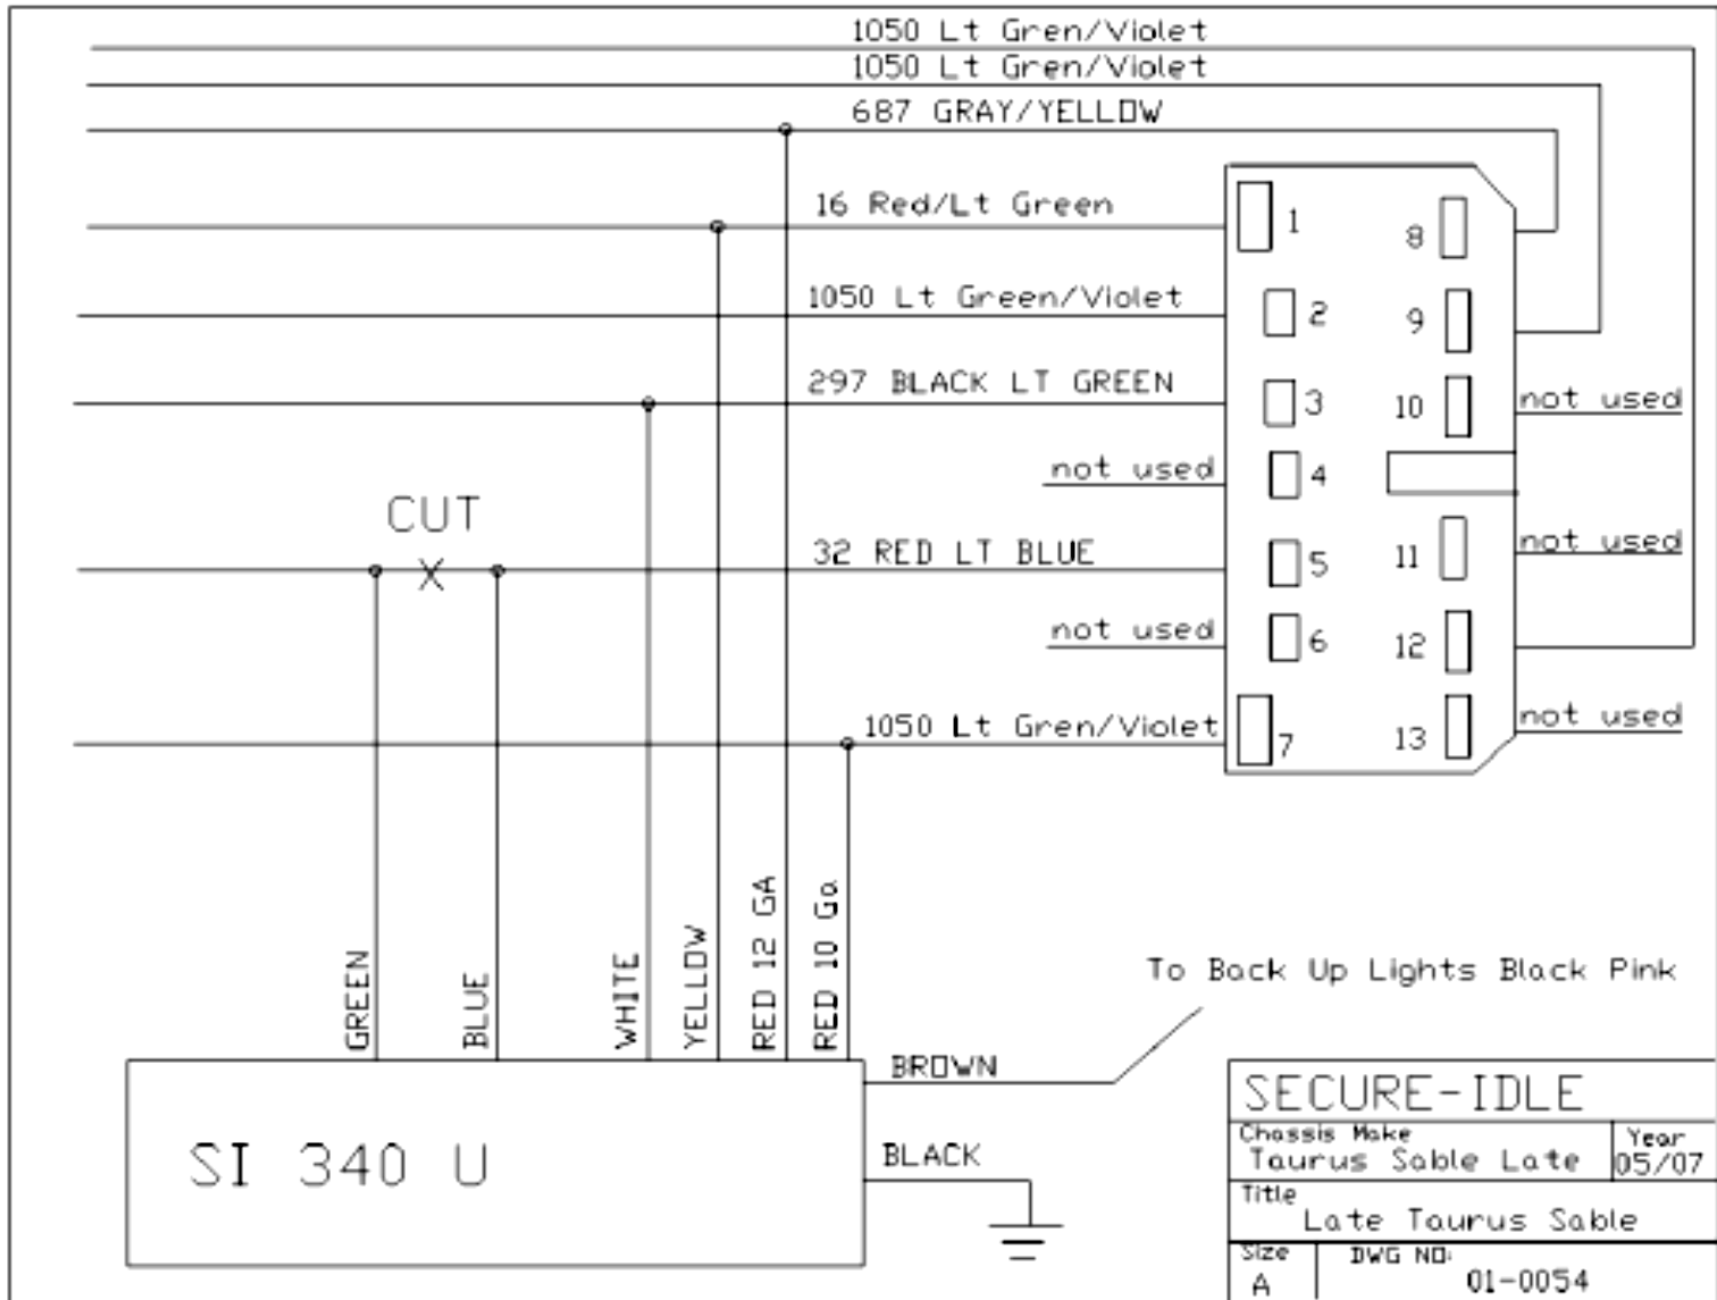 1050 Lt Gren/Violet
1050 Lt Gren/Violet
687 GRAY/YELLOW
16 Red/Lt Green
1050 Lt Green/Violet
297 BLACK LT GREEN
not used
32 RED LT BLUE
not used
1050 Lt Gren/Violet
CUT
X
1
2
3
4
5
6
7
8
9
10
11
12
13
not used
not used
not used
GREEN
BLUE
WHITE
YELLOW
RED 12 GA
RED 10 Ga
To Back Up Lights Black Pink
BROWN
BLACK
SI 340 U
SECURE-IDLE
Chassis Make
Taurus Sable Late
Year
05/07
Title
Late Taurus Sable
Size
A
DWG NO:
01-0054